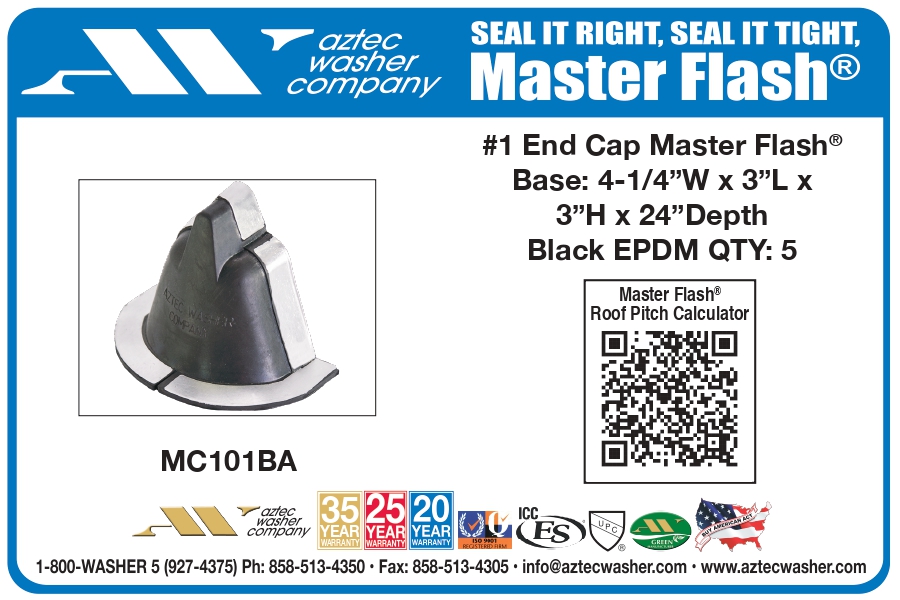 aztec
washer
company
SEAL IT RIGHT, SEAL IT TIGHT,
Master Flash®
#1 End Cap Master Flash®
Base: 4-1/4”W x 3”L x
3”H x 24”Depth
Black EPDM QTY: 5
AZTEC WASHER
COMPANY
MC101BA
Master Flash®
Roof Pitch Calculator
aztec
washer
company
35
YEAR
WARRANTY
25
YEAR
WARRANTY
20
YEAR
WARRANTY
ISO 9001
REGISTERED FIRM
ICC
ES
UPC
®
GREEN
BUY AMERICAN ACT
1-800-WASHER 5 (927-4375) Ph: 858-513-4350 • Fax: 858-513-4305 • info@aztecwasher.com • www.aztecwasher.com